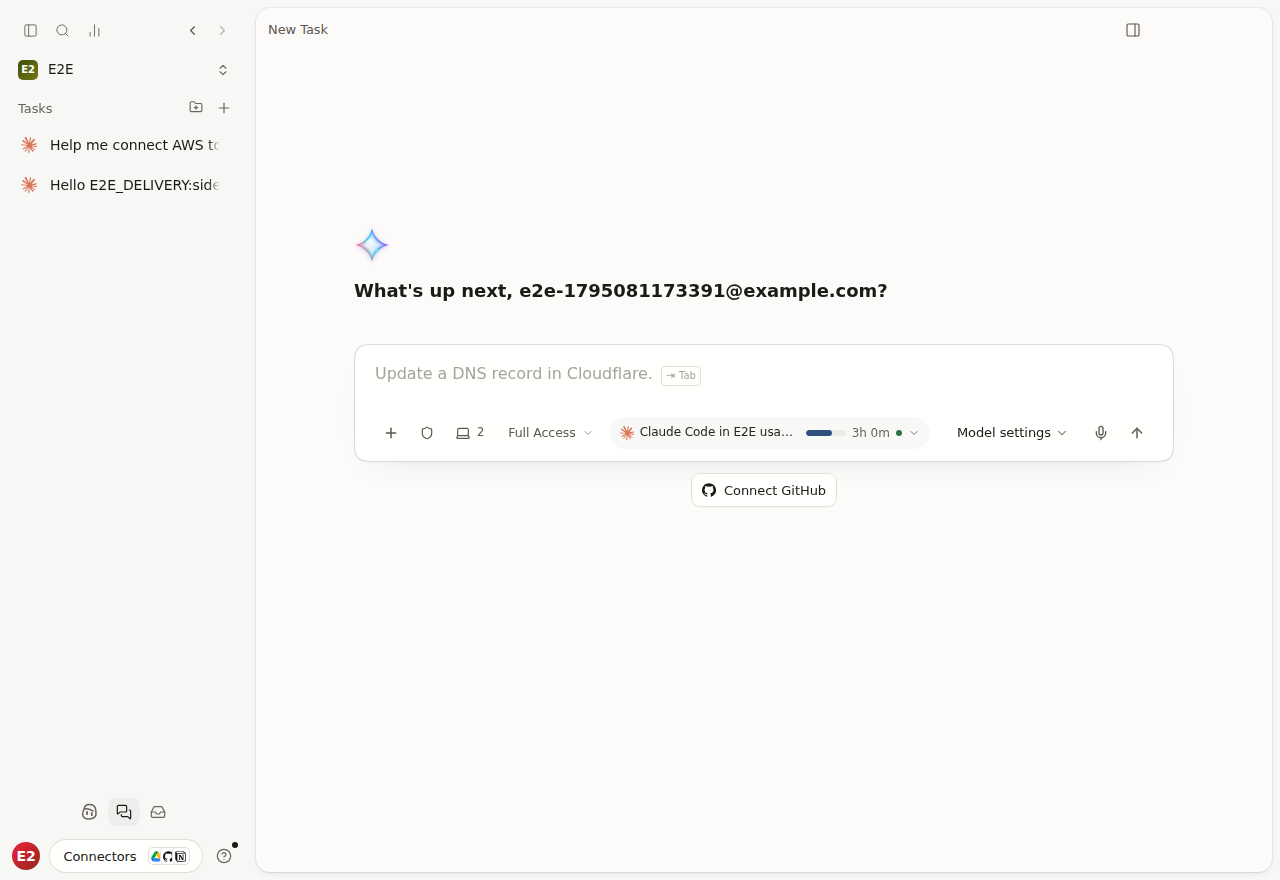 New Task
E2 E2E
Tasks
Help me connect AWS to
Hello E2E_DELIVERY:side
What's up next, e2e-1795081173391@example.com?
Update a DNS record in Cloudflare. ⇥ Tab
2 Full Access Claude Code in E2E usa... 3h 0m Model settings
Connect GitHub
E2 Connectors